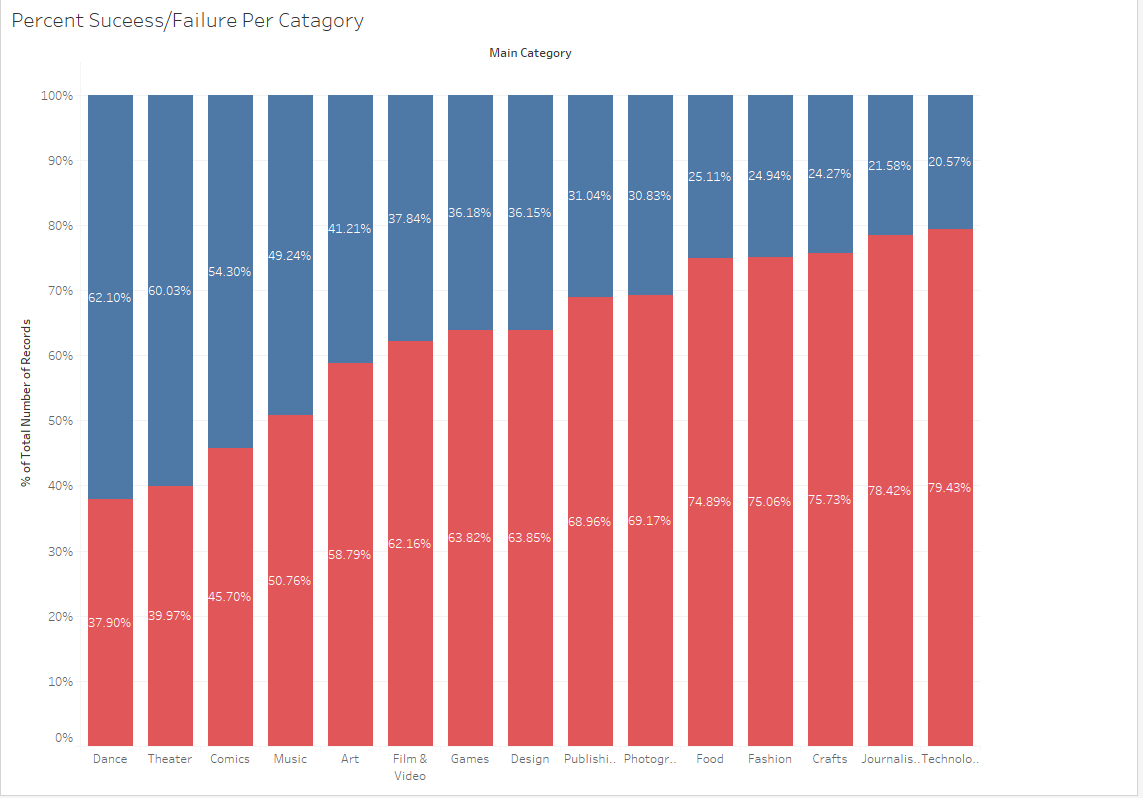 Percent Suceess/Failure Per Catagory
Main Category
% of Total Number of Records
100%
90%
80%
70%
60%
50%
40%
30%
20%
10%
0%
62.10% 60.03% 54.30% 49.24% 41.21% 37.84% 36.18% 36.15% 31.04% 30.83% 25.11% 24.94% 24.27% 21.58% 20.57%
37.90% 39.97% 45.70% 50.76% 58.79% 62.16% 63.82% 63.85% 68.96% 69.17% 74.89% 75.06% 75.73% 78.42% 79.43%
Dance Theater Comics Music Art Film & Games Design Publishi.. Photogr.. Food Fashion Crafts Journalis.. Technolo..
Video